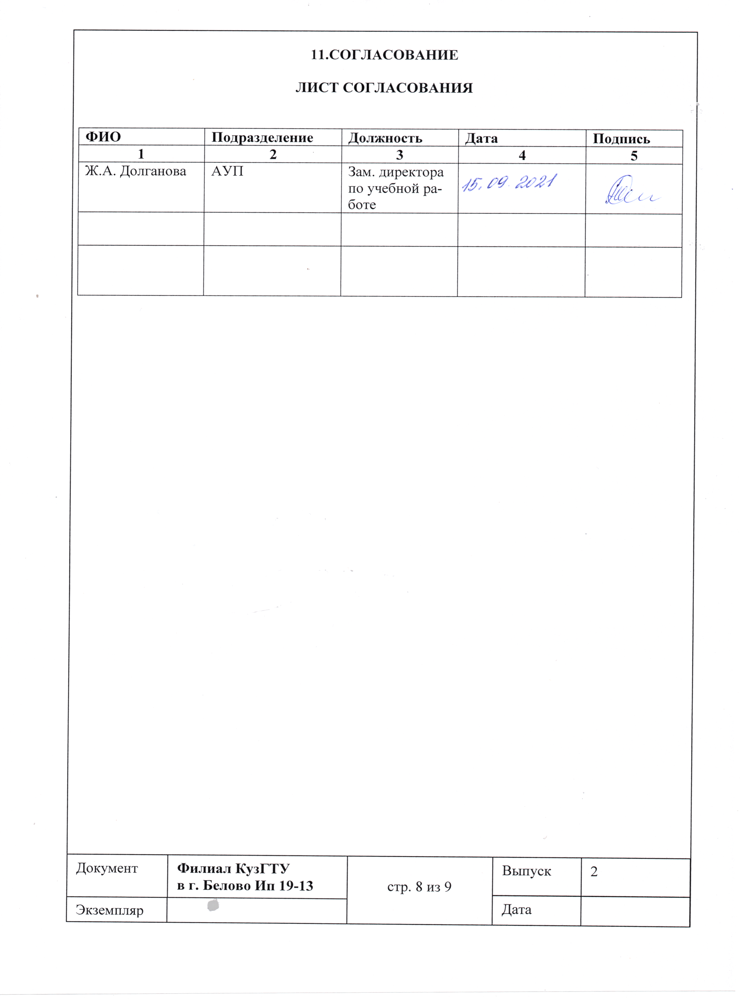 11.СОГЛАСОВАНИЕ
ЛИСТ СОГЛАСОВАНИЯ
ФИО Подразделение Должность Дата Подпись
1 2 3 4 5
Ж.А. Долганова АУП Зам. директора 15.09.2021
по учебной ра-
боте
Документ Филиал КузГТУ
в г. Белово Ип 19-13 стр. 8 из 9 Выпуск 2
Экземпляр Дата